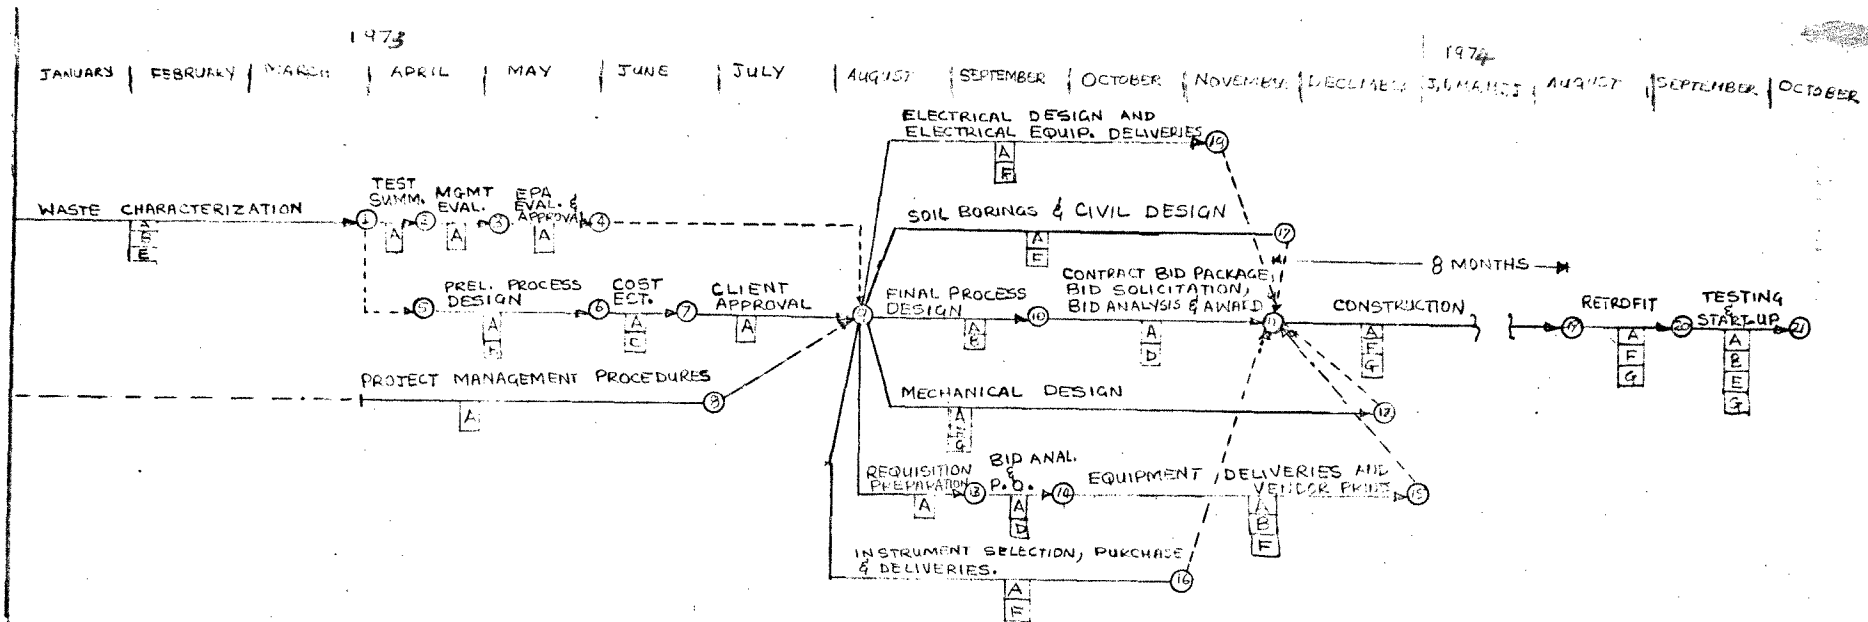 1973
1974
JANUARY | FEBRUARY | MARCH | APRIL | MAY | JUNE | JULY | AUGUST | SEPTEMBER | OCTOBER | NOVEMBER | DECEMBER | AUGUST | SEPTEMBER | OCTOBER
ELECTRICAL DESIGN AND
ELECTRICAL EQUIP. DELIVERIES
19
A
F
WASTE CHARACTERIZATION
A
B
E
1
TEST
SUMM.
A
2
MGMT
EVAL.
A
3
EPA
EVAL. &
APPROVAL
A
4
SOIL BORINGS & CIVIL DESIGN
17
A
F
8 MONTHS
5
PREL. PROCESS
DESIGN
A
6
COST
ECT.
A
C
7
CLIENT
APPROVAL
A
9
FINAL PROCESS
DESIGN
A
B
10
CONTRACT BID PACKAGE,
BID SOLICITATION,
BID ANALYSIS & AWARD
A
D
11
CONSTRUCTION
A
F
G
RETROFIT
A
F
G
20
TESTING
&
START-UP
A
B
E
G
21
PROJECT MANAGEMENT PROCEDURES
A
8
MECHANICAL DESIGN
A
G
12
REQUISITION
PREPARATION
A
13
BID ANAL.
&
P.O.
A
D
14
EQUIPMENT DELIVERIES AND
VENDOR PRINT
A
B
F
15
INSTRUMENT SELECTION, PURCHASE
& DELIVERIES.
A
F
16